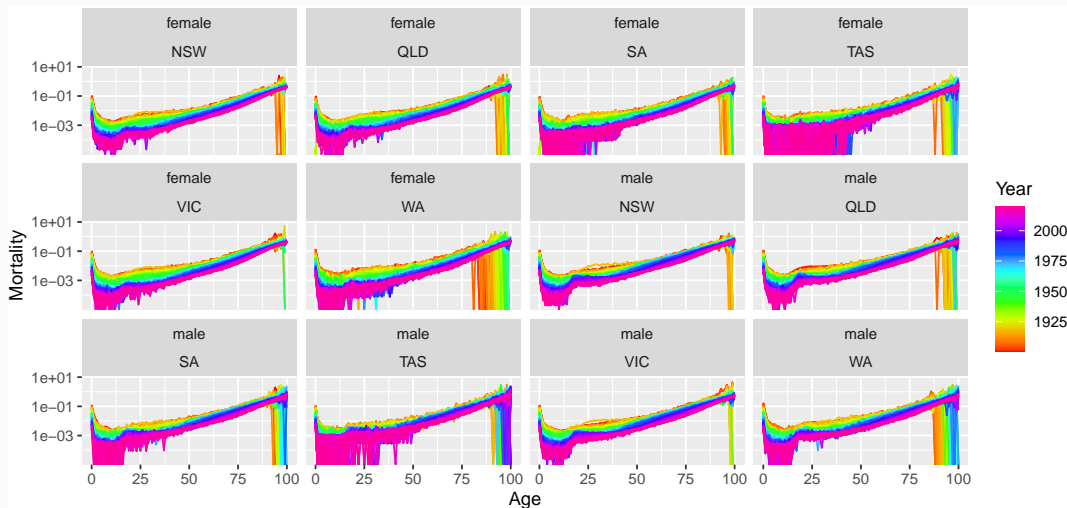 female female female female
NSW QLD SA TAS
1e+01
1e−01
1e−03
female female male male
VIC WA NSW QLD
1e+01
1e−01
1e−03
male male male male
SA TAS VIC WA
1e+01
1e−01
1e−03
0 25 50 75 100 0 25 50 75 100 0 25 50 75 100 0 25 50 75 100
Age
Mortality
Year
2000
1975
1950
1925